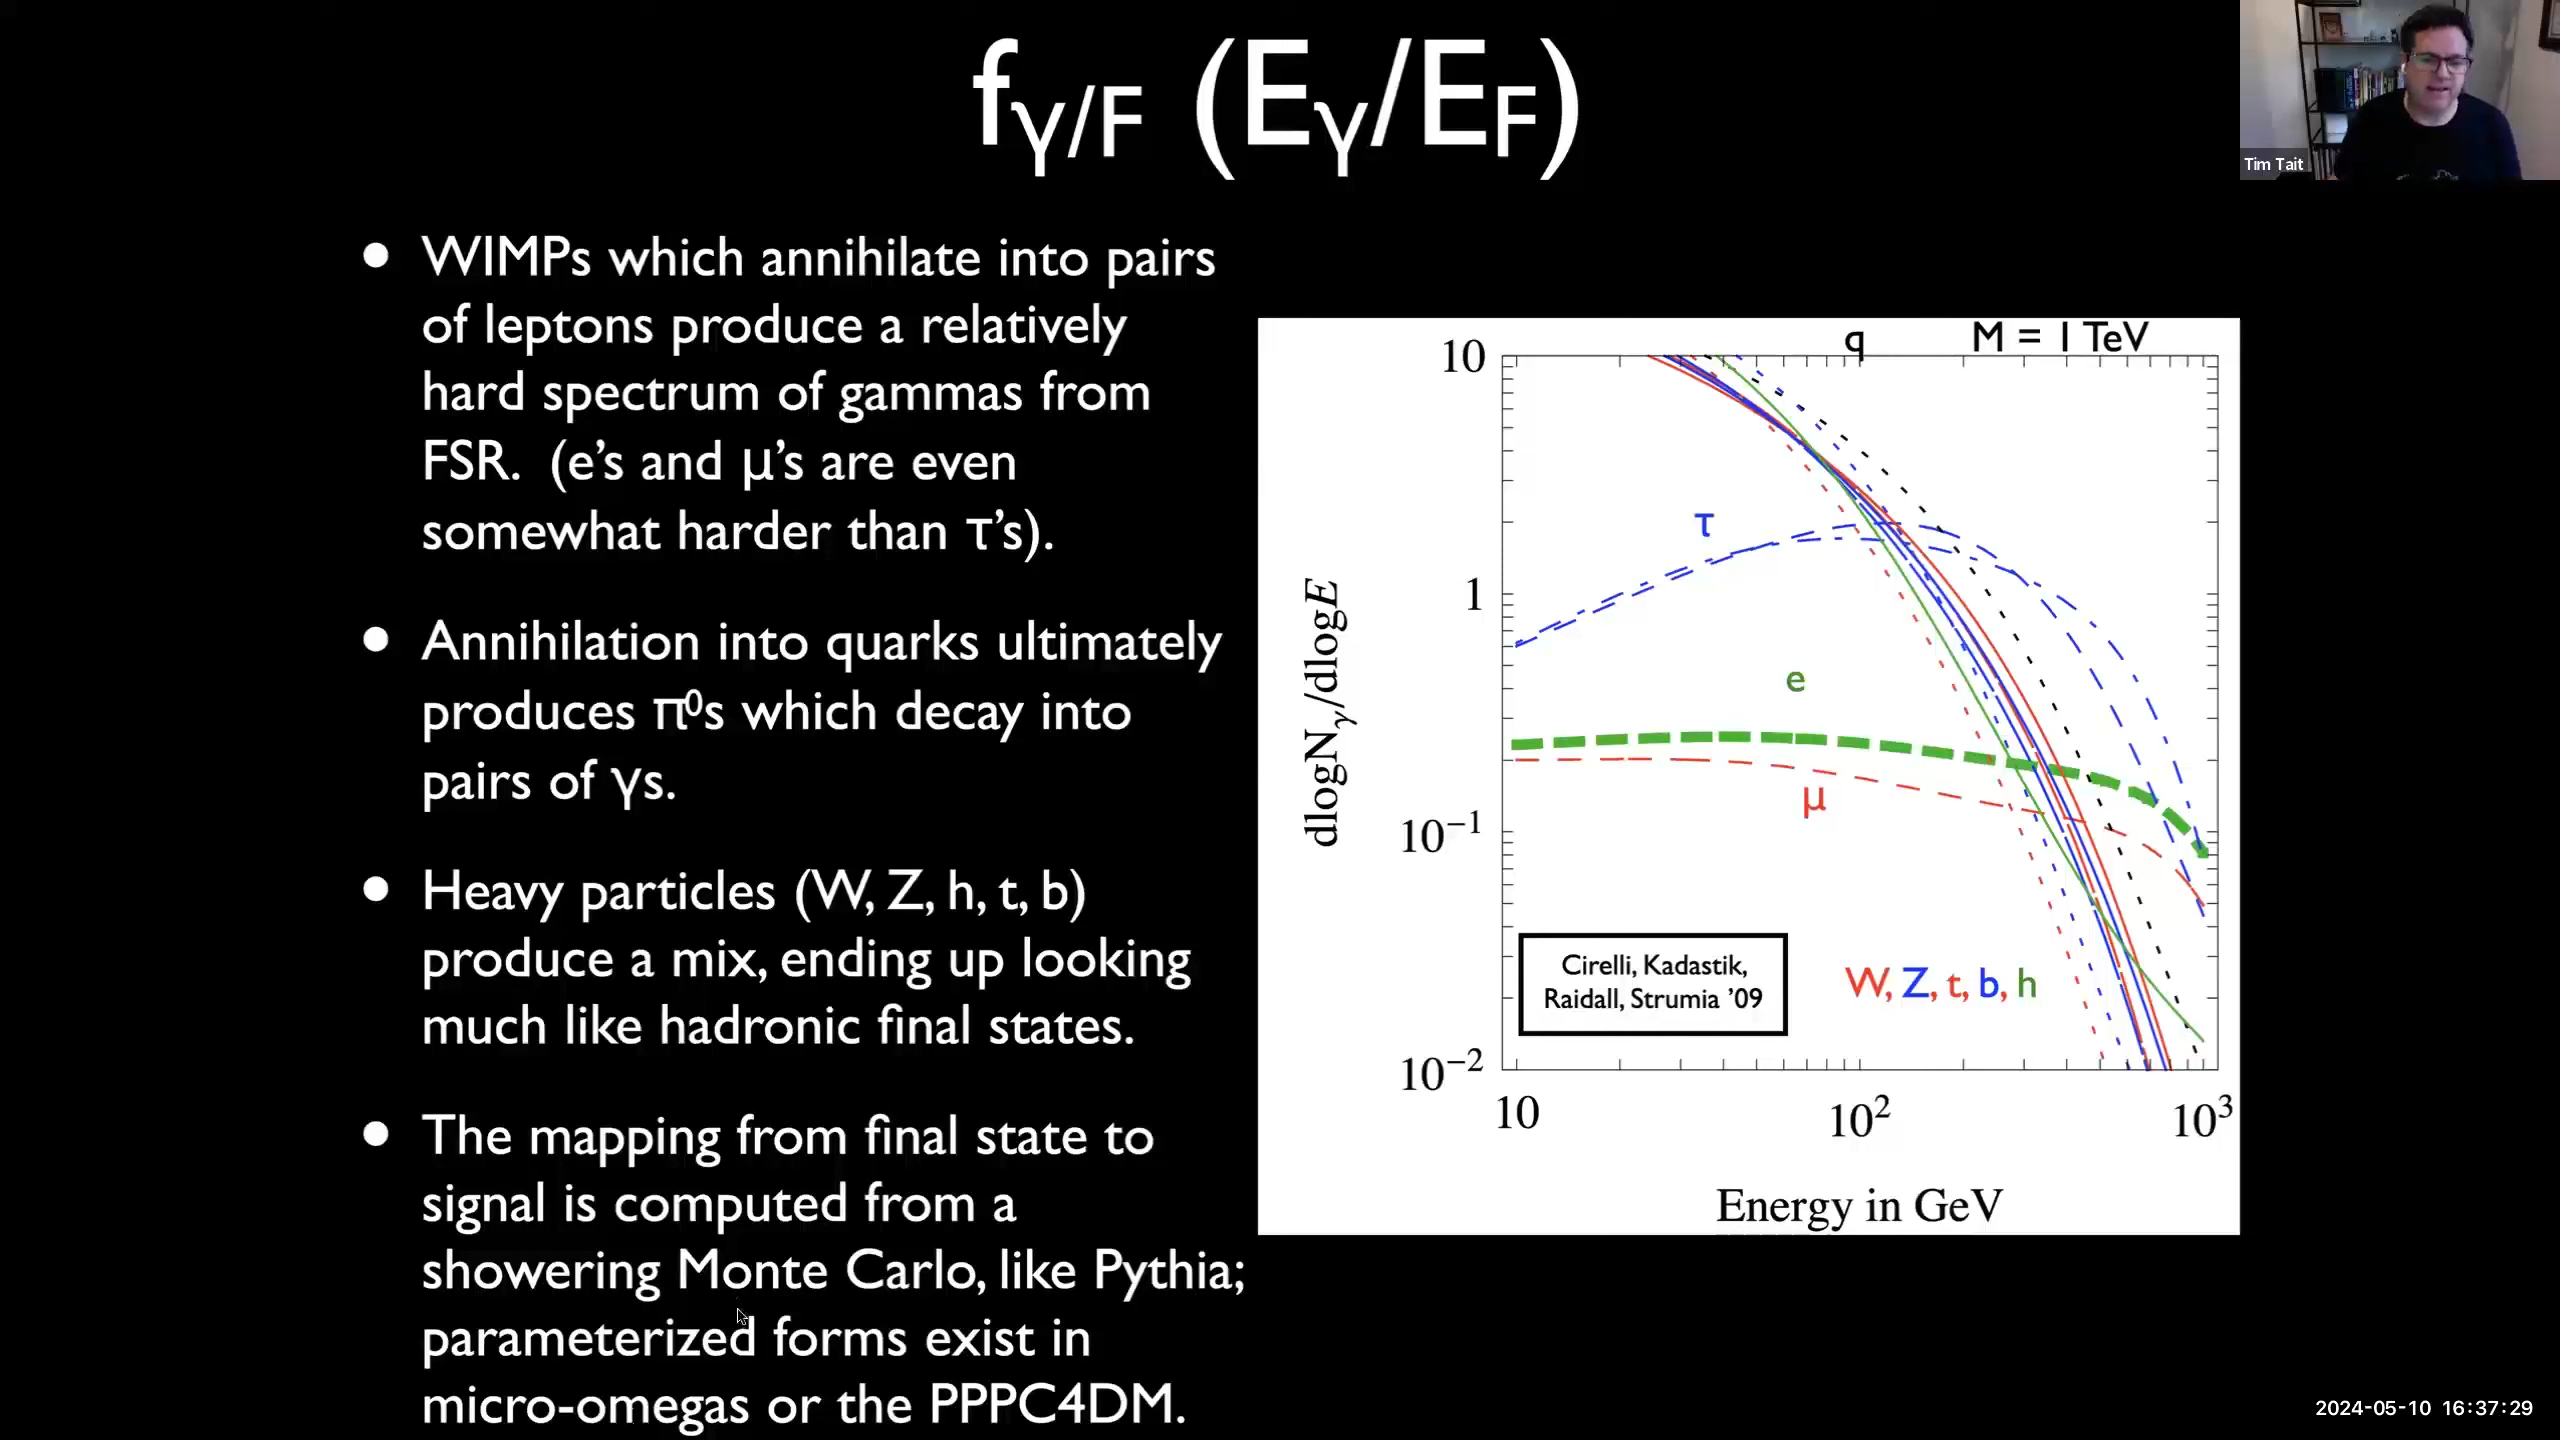 fγ/F (Eγ/EF)
Tim Tait
• WIMPs which annihilate into pairs
of leptons produce a relatively
hard spectrum of gammas from
FSR. (e’s and μ’s are even
somewhat harder than τ’s).
• Annihilation into quarks ultimately
produces π⁰s which decay into
pairs of γs.
• Heavy particles (W, Z, h, t, b)
produce a mix, ending up looking
much like hadronic final states.
• The mapping from final state to
signal is computed from a
showering Monte Carlo, like Pythia;
parameterized forms exist in
micro-omegas or the PPPC4DM.
q
M = 1 TeV
10
1
10⁻¹
10⁻²
dlogNγ/dlogE
τ
e
μ
Cirelli, Kadastik,
Raidall, Strumia ’09
W, Z, t, b, h
10
10²
10³
Energy in GeV
2024-05-10 16:37:29